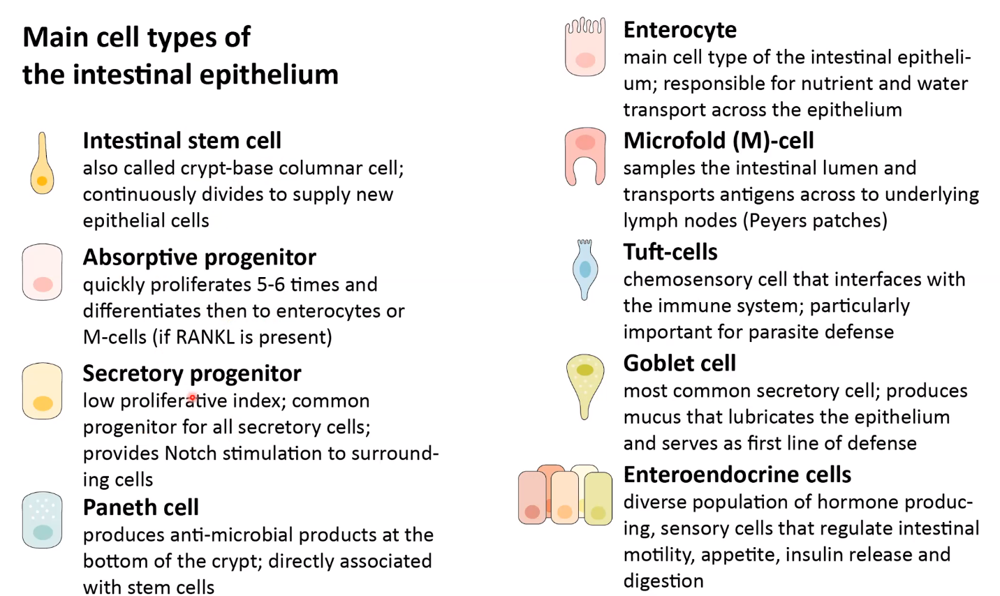 Main cell types of
the intestinal epithelium
Intestinal stem cell
also called crypt-base columnar cell;
continuously divides to supply new
epithelial cells
Absorptive progenitor
quickly proliferates 5-6 times and
differentiates then to enterocytes or
M-cells (if RANKL is present)
Secretory progenitor
low proliferative index; common
progenitor for all secretory cells;
provides Notch stimulation to surround-
ing cells
Paneth cell
produces anti-microbial products at the
bottom of the crypt; directly associated
with stem cells
Enterocyte
main cell type of the intestinal epitheli-
um; responsible for nutrient and water
transport across the epithelium
Microfold (M)-cell
samples the intestinal lumen and
transports antigens across to underlying
lymph nodes (Peyers patches)
Tuft-cells
chemosensory cell that interfaces with
the immune system; particularly
important for parasite defense
Goblet cell
most common secretory cell; produces
mucus that lubricates the epithelium
and serves as first line of defense
Enteroendocrine cells
diverse population of hormone produc-
ing, sensory cells that regulate intestinal
motility, appetite, insulin release and
digestion